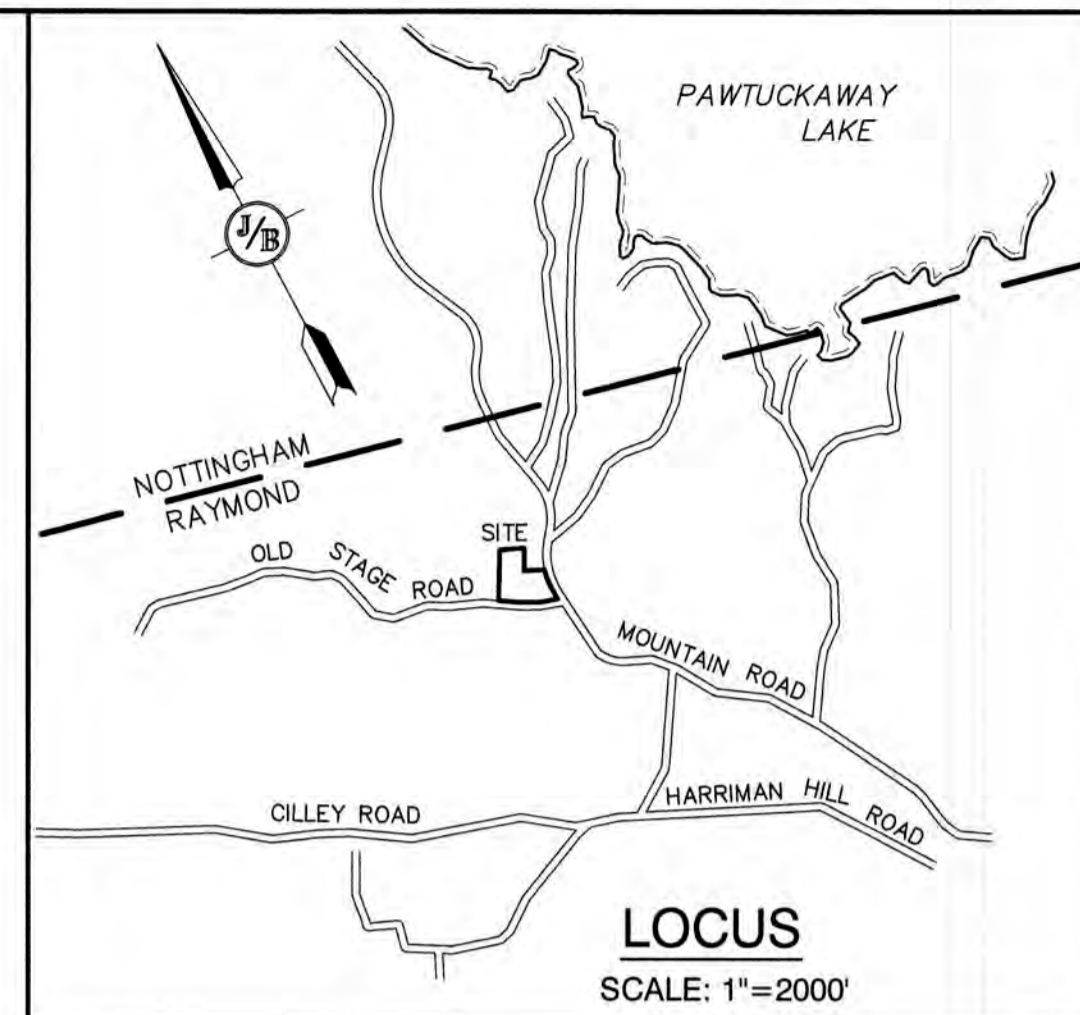 PAWTUCKAWAY
LAKE
J/B
NOTTINGHAM
RAYMOND
SITE
OLD STAGE ROAD
MOUNTAIN ROAD
CILLEY ROAD
HARRIMAN HILL ROAD
LOCUS
SCALE: 1"=2000'